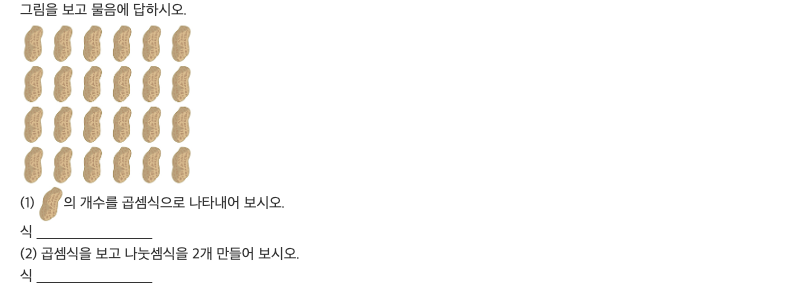 그림을 보고 물음에 답하시오.
(1) 의 개수를 곱셈식으로 나타내어 보시오.
식 ________________
(2) 곱셈식을 보고 나눗셈식을 2개 만들어 보시오.
식 ________________